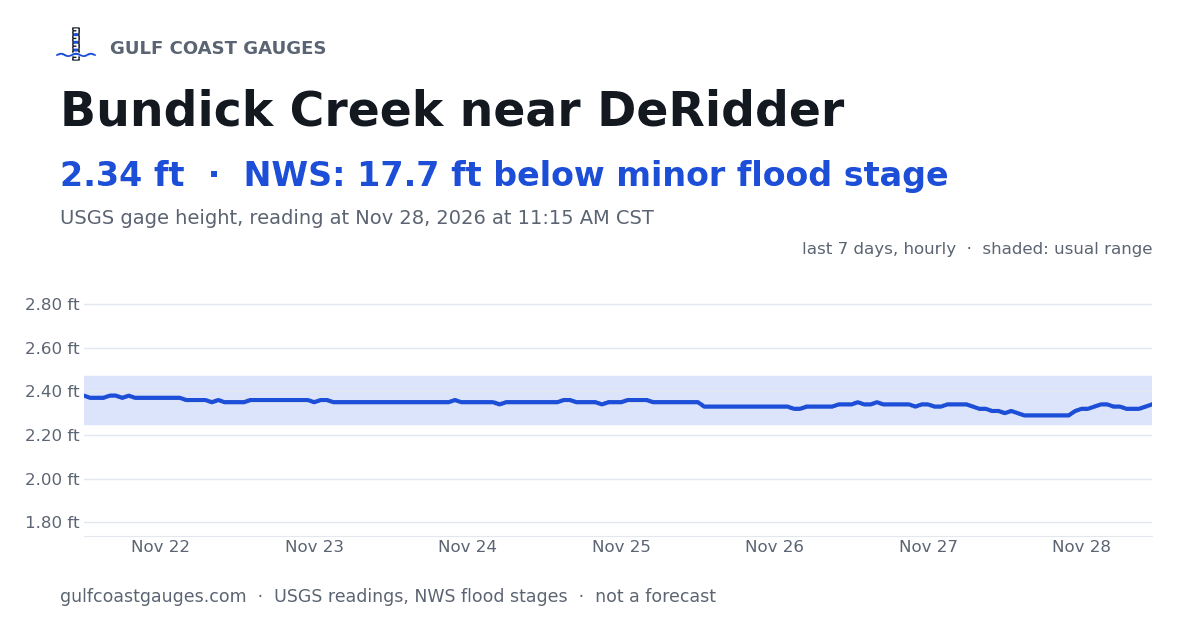 GULF COAST GAUGES
Bundick Creek near DeRidder
2.34 ft · NWS: 17.7 ft below minor flood stage
USGS gage height, reading at Nov 28, 2026 at 11:15 AM CST
last 7 days, hourly · shaded: usual range
2.80 ft
2.60 ft
2.40 ft
2.20 ft
2.00 ft
1.80 ft
Nov 22 Nov 23 Nov 24 Nov 25 Nov 26 Nov 27 Nov 28
gulfcoastgauges.com · USGS readings, NWS flood stages · not a forecast